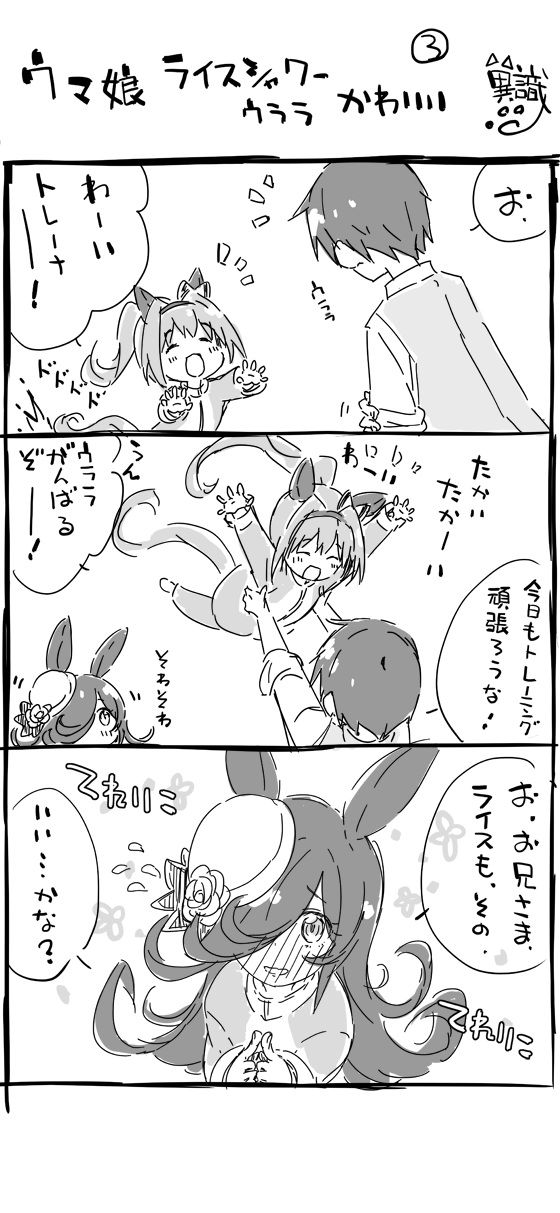 ③
ウマ娘 ライスシャワー
ウララ かわいいい
異識
お、
ウララ
わーい
トレーナ
ー！
ドドドド
たかい
たかーい
わーい
今日もトレーニング
頑張ろうな！
うん
ウララ
がんばる
ぞー！
そわそわ
お、お兄さま、
ライスも、その、
てれりこ
いい…かな？
てれりこ